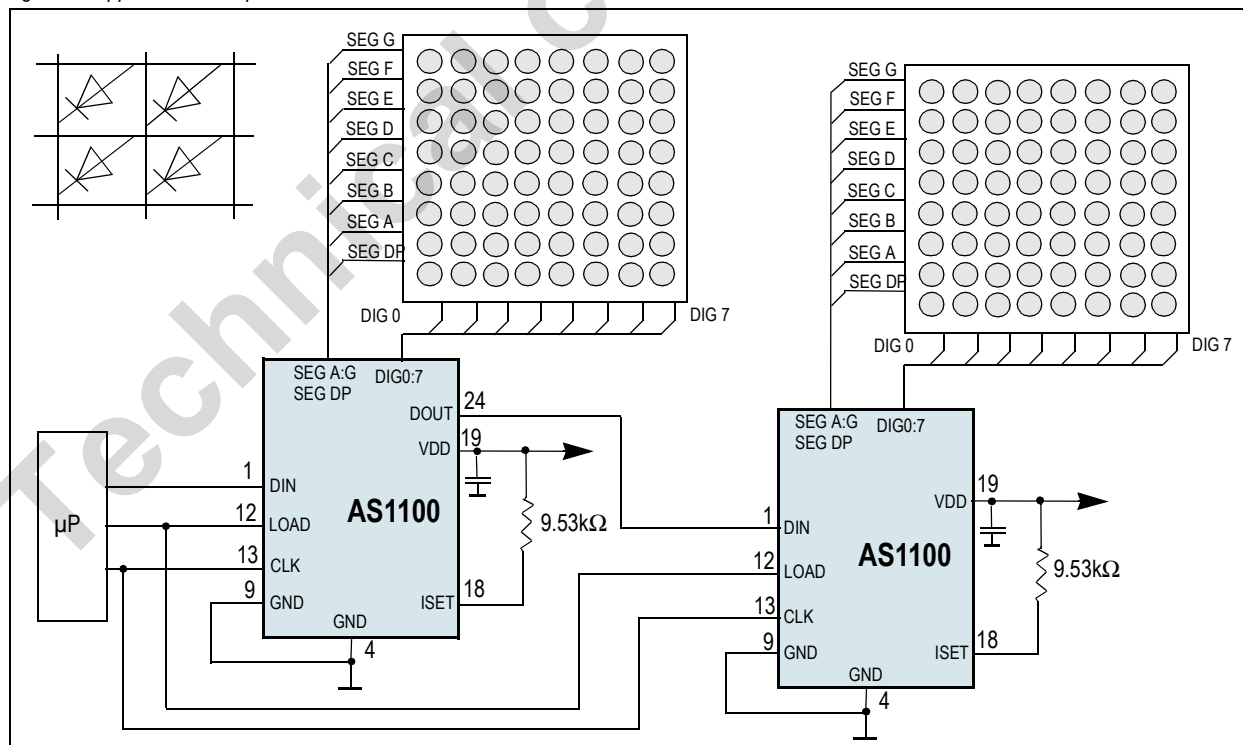 Technical c
SEG G
SEG F
SEG E
SEG D
SEG C
SEG B
SEG A
SEG DP
DIG 0
DIG 7
SEG G
SEG F
SEG E
SEG D
SEG C
SEG B
SEG A
SEG DP
DIG 0
DIG 7
SEG A:G
SEG DP
DIG0:7
DOUT
24
VDD
19
µP
1
DIN
12
LOAD
13
CLK
9
GND
AS1100
9.53kΩ
ISET
18
GND
4
SEG A:G
SEG DP
DIG0:7
VDD
19
1
DIN
12
LOAD
13
CLK
9
GND
AS1100
9.53kΩ
ISET
18
GND
4